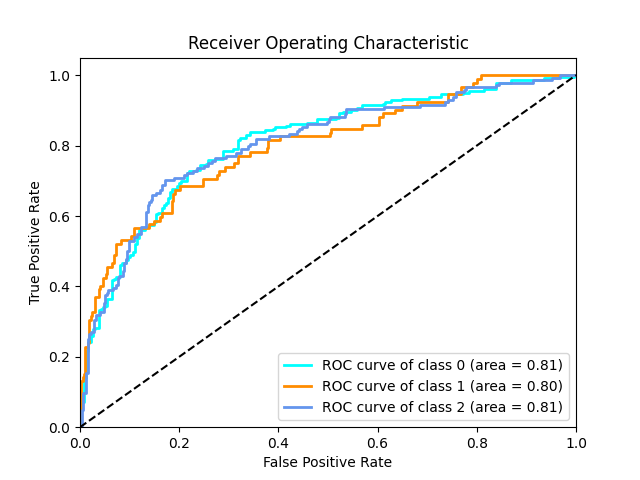 Receiver Operating Characteristic
True Positive Rate
1.0
0.8
0.6
0.4
0.2
0.0
0.0 0.2 0.4 0.6 0.8 1.0
False Positive Rate
ROC curve of class 0 (area = 0.81)
ROC curve of class 1 (area = 0.80)
ROC curve of class 2 (area = 0.81)